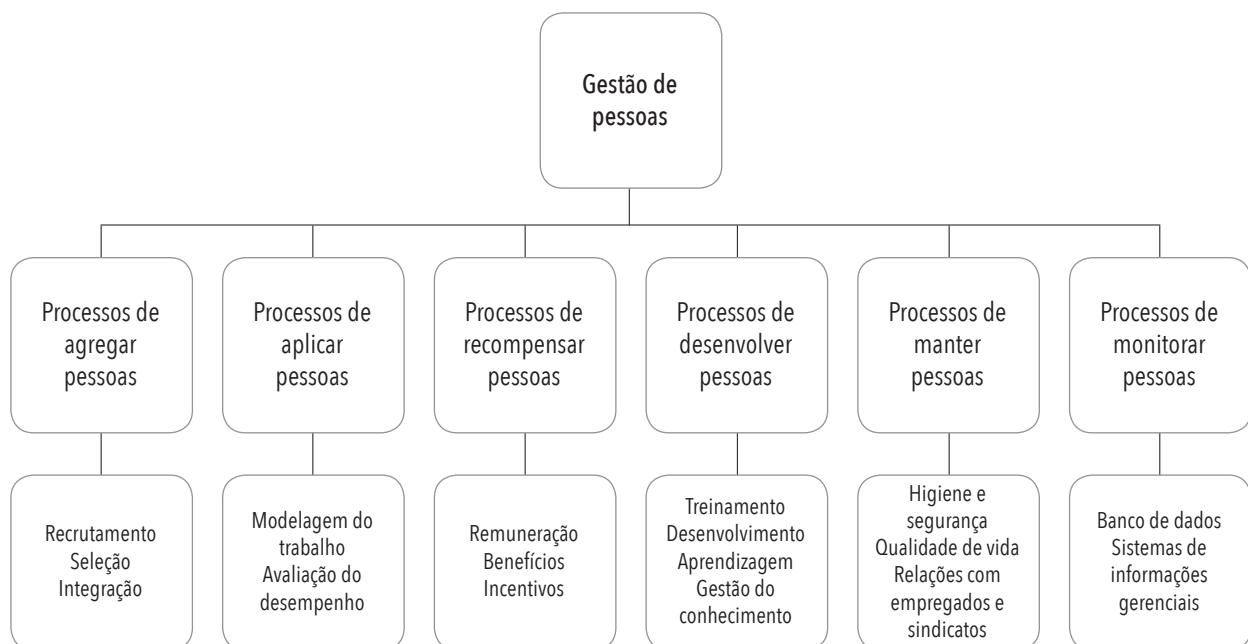 Gestão de
pessoas
Processos de
agregar
pessoas
Processos de
aplicar
pessoas
Processos de
recompensar
pessoas
Processos de
desenvolver
pessoas
Processos de
manter
pessoas
Processos de
monitorar
pessoas
Recrutamento
Seleção
Integração
Modelagem do
trabalho
Avaliação do
desempenho
Remuneração
Benefícios
Incentivos
Treinamento
Desenvolvimento
Aprendizagem
Gestão do
conhecimento
Higiene e
segurança
Qualidade de vida
Relações com
empregados e
sindicatos
Banco de dados
Sistemas de
informações
gerenciais